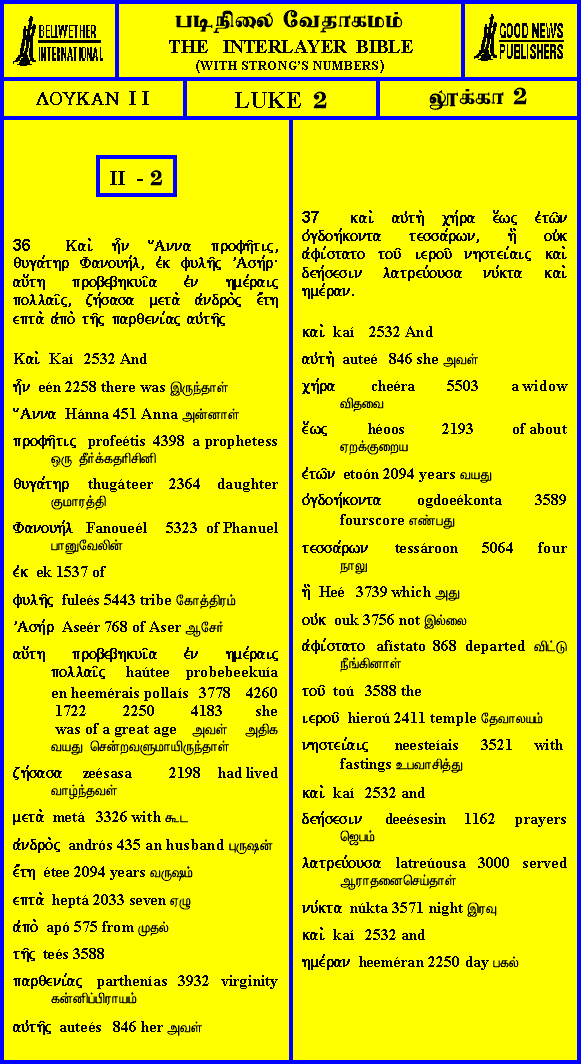 BELLWETHER
INTERNATIONAL
படிநிலை வேதாகமம்
THE INTERLAYER BIBLE
(WITH STRONG'S NUMBERS)
GOOD NEWS
PUBLISHERS
ΛΟΥΚΑΝ I I
LUKE 2
லூக்கா 2
II - 2
36 Καὶ ἦν Ἅννα προφῆτις,
θυγάτηρ Φανουήλ, ἐκ φυλῆς Ἀσήρ·
αὕτη προβεβηκυῖα ἐν ἡμέραις
πολλαῖς, ζήσασα μετὰ ἀνδρὸς ἔτη
επτὰ ἀπὸ τῆς παρθενίας αὐτῆς
Καὶ Kaí 2532 And
ἦν eén 2258 there was இருந்தாள்
Ἅννα Hánna 451 Anna அன்னாள்
προφῆτις profeétis 4398 a prophetess
ஒரு தீர்க்கதரிசினி
θυγάτηρ thugáteer 2364 daughter
குமாரத்தி
Φανουήλ Fanoueél 5323 of Phanuel
பானுவேலின்
ἐκ ek 1537 of
φυλῆς fuleés 5443 tribe கோத்திரம்
Ἀσήρ Aseér 768 of Aser ஆசேர்
αὕτη προβεβηκυῖα ἐν ἡμέραις
πολλαῖς haútee probebeekuía
en heemérais pollaís 3778 4260
1722 2250 4183 she
was of a great age அவள் அதிக
வயது சென்றவளுமாயிருந்தாள்
ζήσασα zeésasa 2198 had lived
வாழ்ந்தவள்
μετὰ metá 3326 with கூட
ἀνδρὸς andrós 435 an husband புருஷன்
ἔτη étee 2094 years வருஷம்
επτὰ heptá 2033 seven ஏழு
ἀπὸ apó 575 from முதல்
τῆς teés 3588
παρθενίας parthenías 3932 virginity
கன்னிப்பிராயம்
αὐτῆς auteés 846 her அவள்
37 καὶ αὐτὴ χήρα ἕως ἐτῶν
ὀγδοήκοντα τεσσάρων, ἣ οὐκ
ἀφίστατο τοῦ ιεροῦ νηστείαις καὶ
δεήσεσιν λατρεύουσα νύκτα καὶ
ημέραν.
καὶ kaí 2532 And
αὐτὴ auteé 846 she அவள்
χήρα cheéra 5503 a widow
விதவை
ἕως héoos 2193 of about
ஏறக்குறைய
ἐτῶν etoón 2094 years வயது
ὀγδοήκοντα ogdoeékonta 3589
fourscore எண்பது
τεσσάρων tessároon 5064 four
நாலு
ἣ Heé 3739 which அது
οὐκ ouk 3756 not இல்லை
ἀφίστατο afístato 868 departed விட்டு
நீங்கினாள்
τοῦ toú 3588 the
ιεροῦ hieroú 2411 temple தேவாலயம்
νηστείαις neesteíais 3521 with
fastings உபவாசித்து
καὶ kaí 2532 and
δεήσεσιν deeésesin 1162 prayers
ஜெபம்
λατρεύουσα latreúousa 3000 served
ஆராதனைசெய்தாள்
νύκτα núkta 3571 night இரவு
καὶ kaí 2532 and
ημέραν heeméran 2250 day பகல்